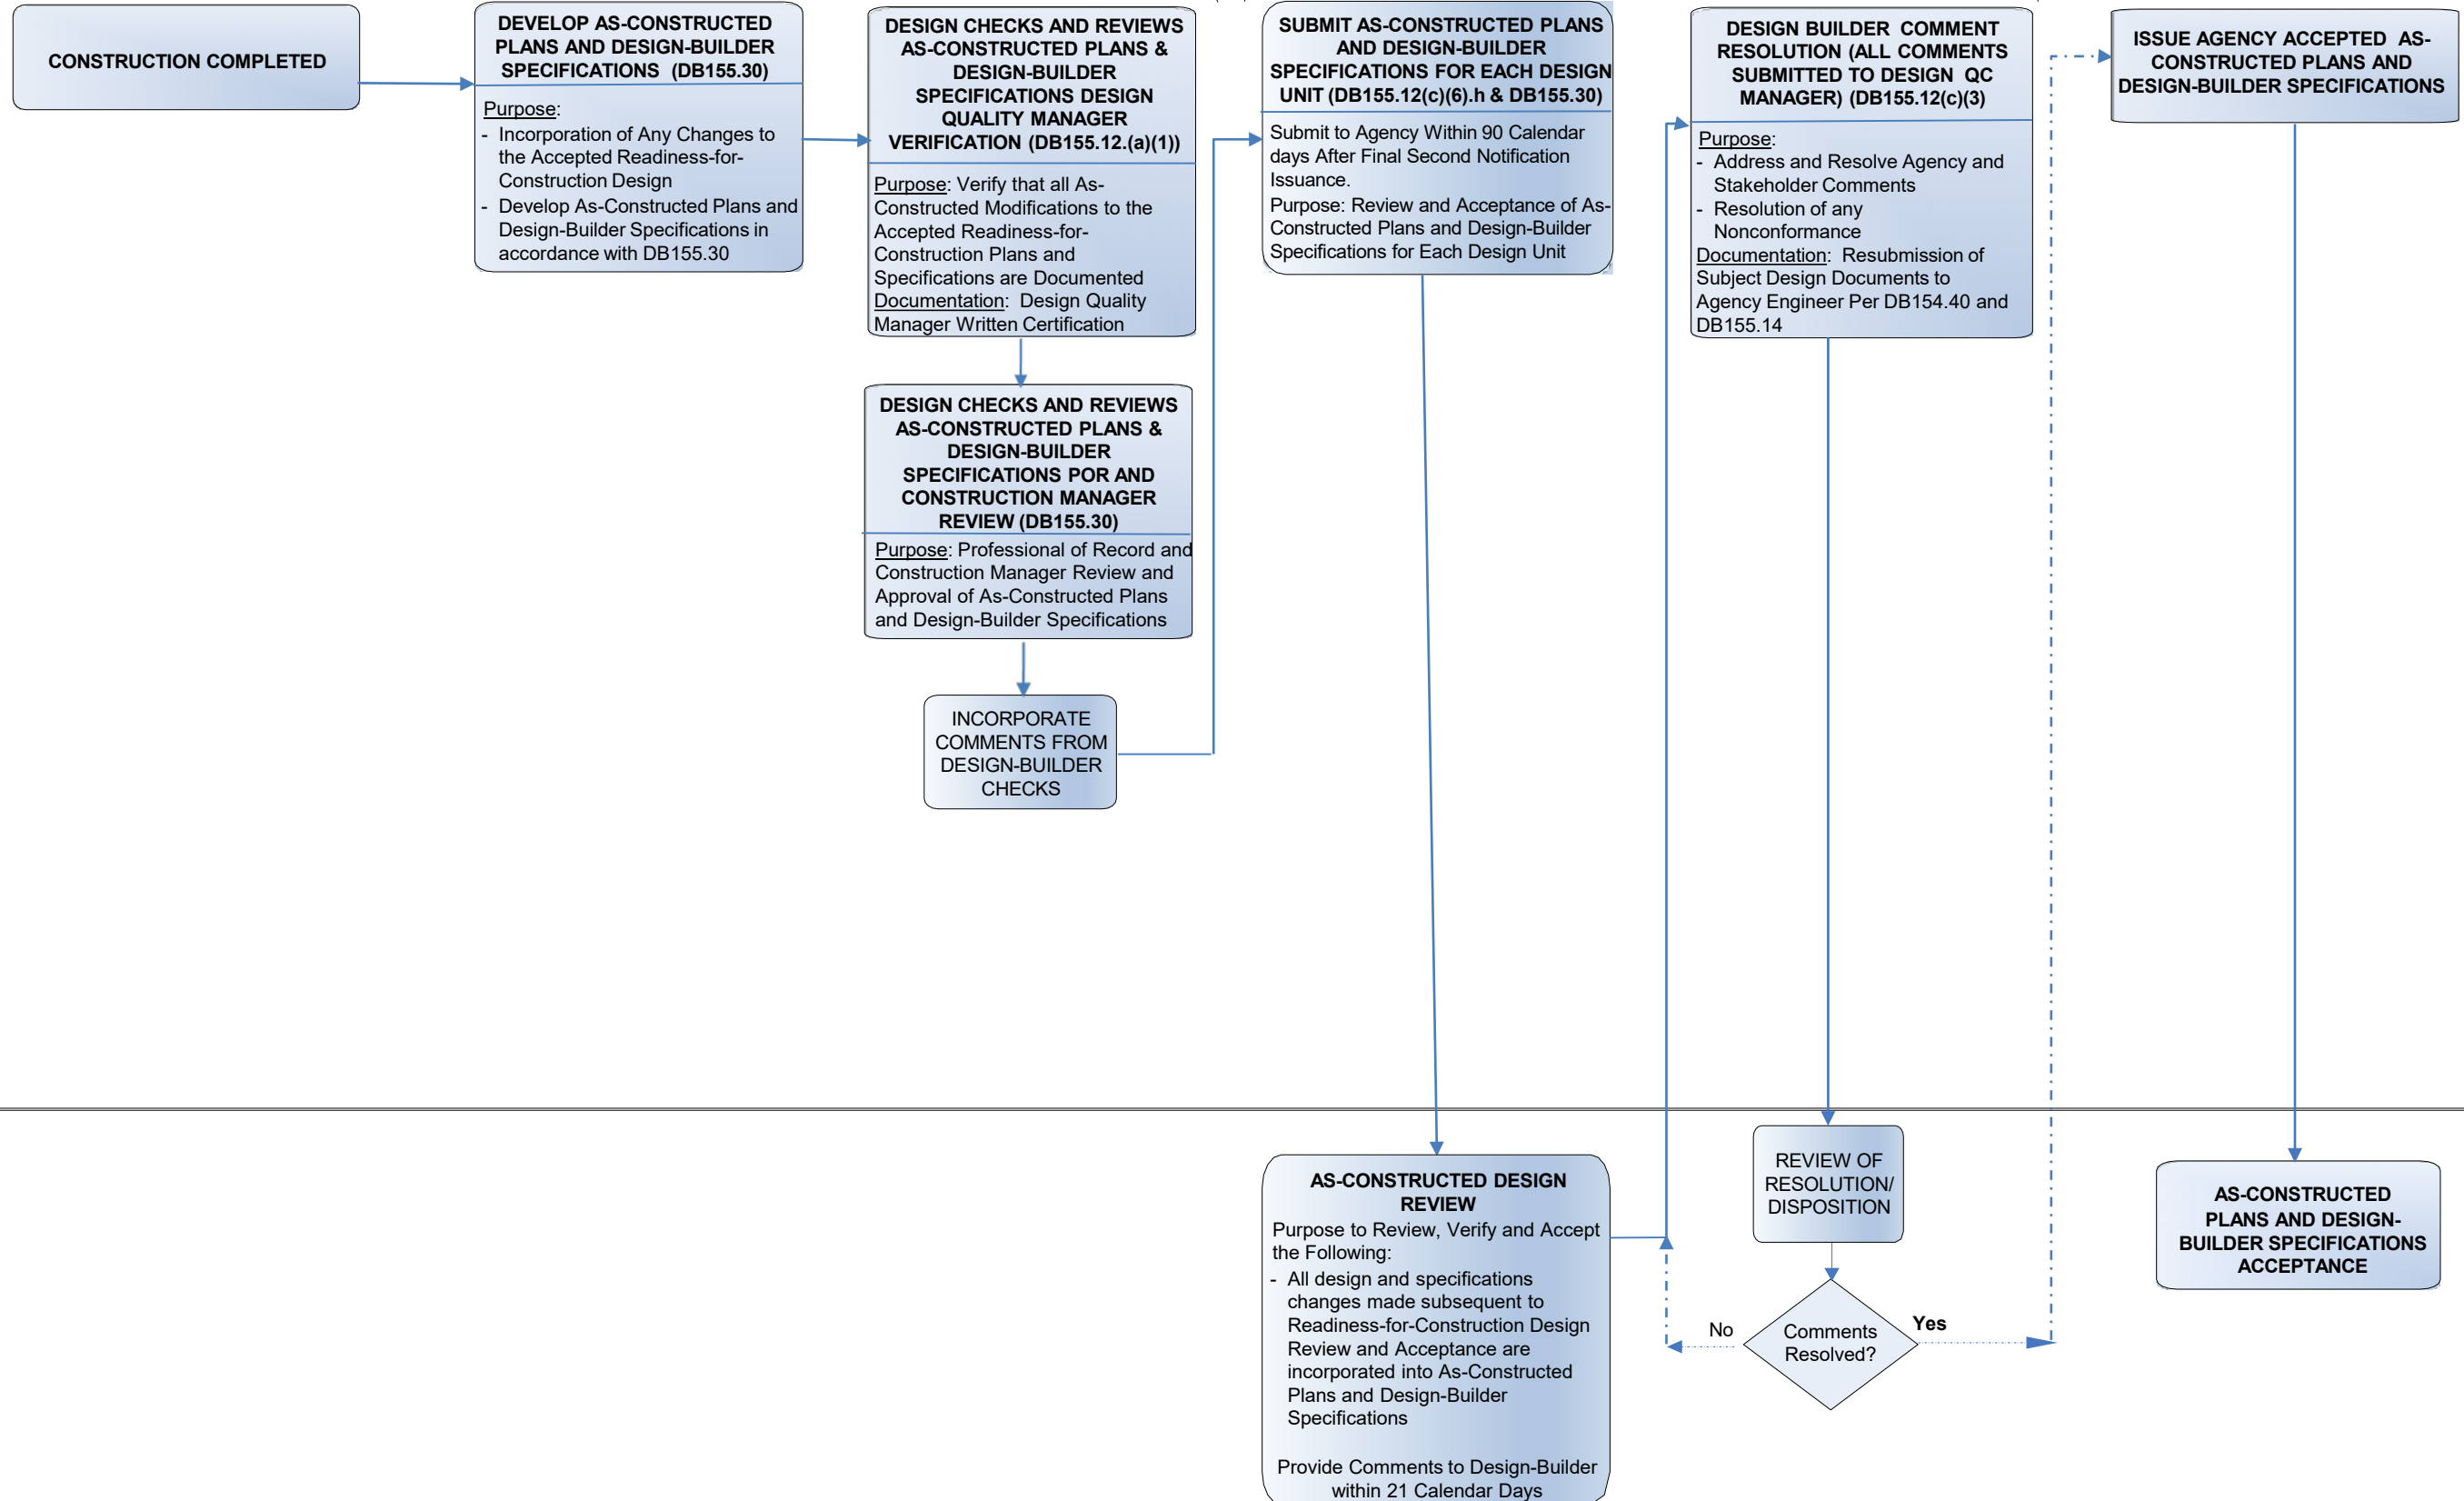 CONSTRUCTION COMPLETED
DEVELOP AS-CONSTRUCTED
PLANS AND DESIGN-BUILDER
SPECIFICATIONS (DB155.30)
Purpose:
- Incorporation of Any Changes to
the Accepted Readiness-for-
Construction Design
- Develop As-Constructed Plans and
Design-Builder Specifications in
accordance with DB155.30
DESIGN CHECKS AND REVIEWS
AS-CONSTRUCTED PLANS &
DESIGN-BUILDER
SPECIFICATIONS DESIGN
QUALITY MANAGER
VERIFICATION (DB155.12.(a)(1))
Purpose: Verify that all As-
Constructed Modifications to the
Accepted Readiness-for-
Construction Plans and
Specifications are Documented
Documentation: Design Quality
Manager Written Certification
DESIGN CHECKS AND REVIEWS
AS-CONSTRUCTED PLANS &
DESIGN-BUILDER
SPECIFICATIONS POR AND
CONSTRUCTION MANAGER
REVIEW (DB155.30)
Purpose: Professional of Record and
Construction Manager Review and
Approval of As-Constructed Plans
and Design-Builder Specifications
INCORPORATE
COMMENTS FROM
DESIGN-BUILDER
CHECKS
SUBMIT AS-CONSTRUCTED PLANS
AND DESIGN-BUILDER
SPECIFICATIONS FOR EACH DESIGN
UNIT (DB155.12(c)(6).h & DB155.30)
Submit to Agency Within 90 Calendar
days After Final Second Notification
Issuance.
Purpose: Review and Acceptance of As-
Constructed Plans and Design-Builder
Specifications for Each Design Unit
AS-CONSTRUCTED DESIGN
REVIEW
Purpose to Review, Verify and Accept
the Following:
- All design and specifications
changes made subsequent to
Readiness-for-Construction Design
Review and Acceptance are
incorporated into As-Constructed
Plans and Design-Builder
Specifications
Provide Comments to Design-Builder
within 21 Calendar Days
DESIGN BUILDER COMMENT
RESOLUTION (ALL COMMENTS
SUBMITTED TO DESIGN QC
MANAGER) (DB155.12(c)(3)
Purpose:
- Address and Resolve Agency and
Stakeholder Comments
- Resolution of any
Nonconformance
Documentation: Resubmission of
Subject Design Documents to
Agency Engineer Per DB154.40 and
DB155.14
REVIEW OF
RESOLUTION/
DISPOSITION
Comments
Resolved?
No
Yes
ISSUE AGENCY ACCEPTED AS-
CONSTRUCTED PLANS AND
DESIGN-BUILDER SPECIFICATIONS
AS-CONSTRUCTED
PLANS AND DESIGN-
BUILDER SPECIFICATIONS
ACCEPTANCE